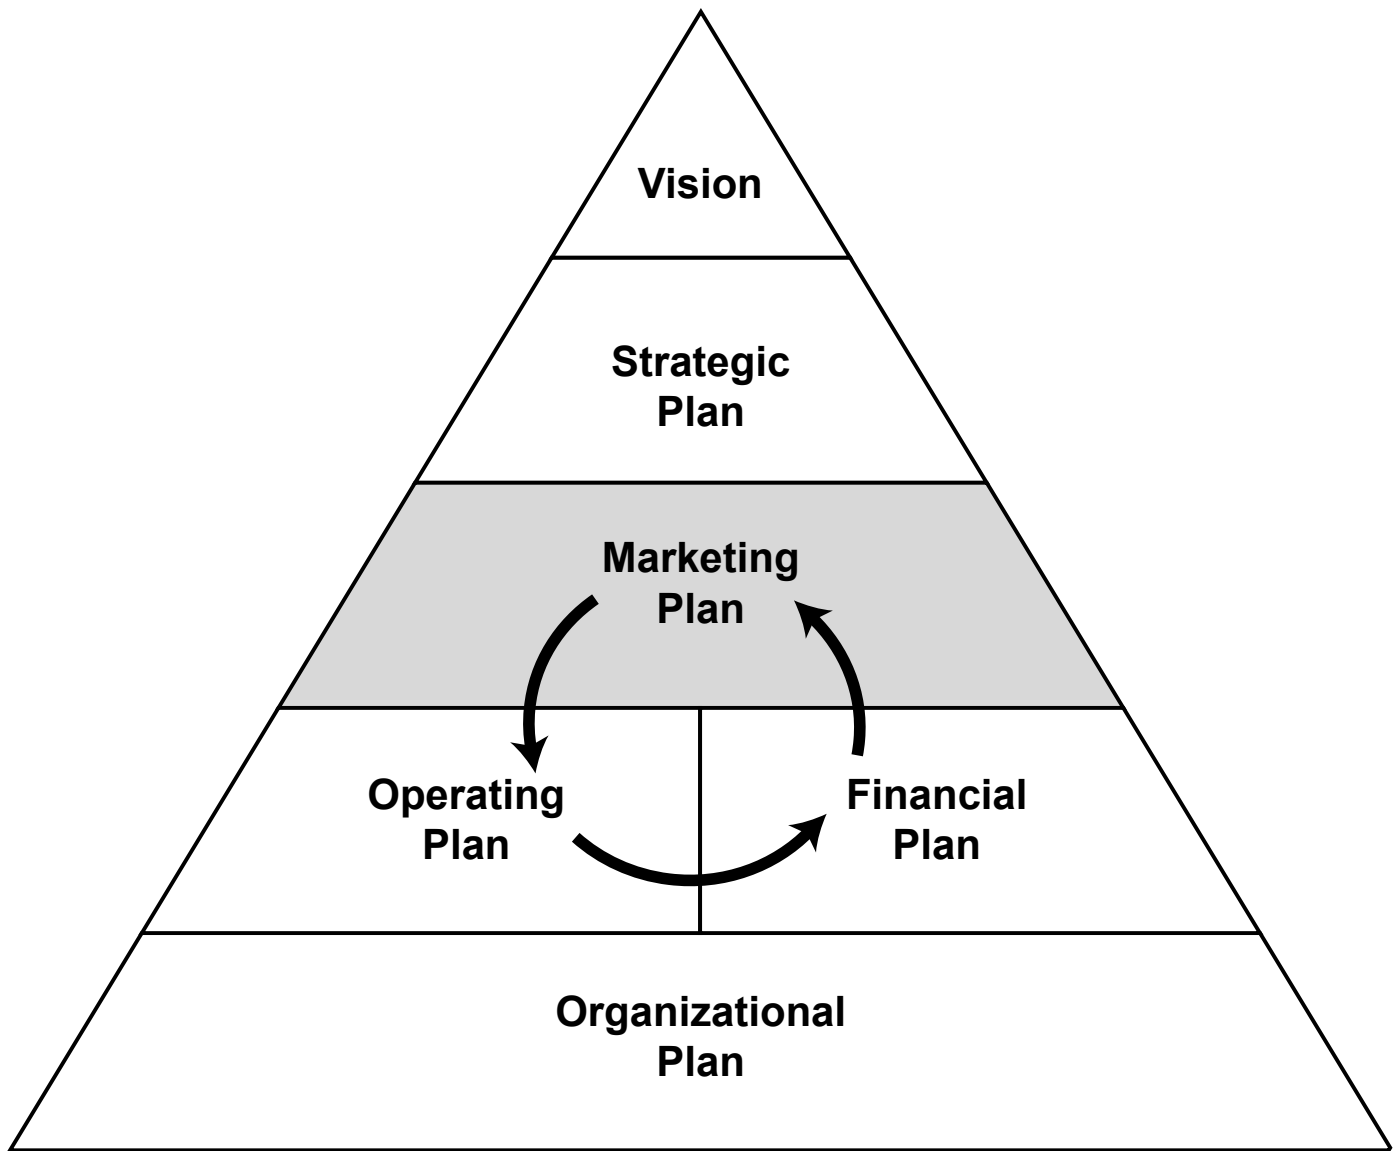 Vision
Strategic
Plan
Marketing
Plan
Operating
Plan
Financial
Plan
Organizational
Plan